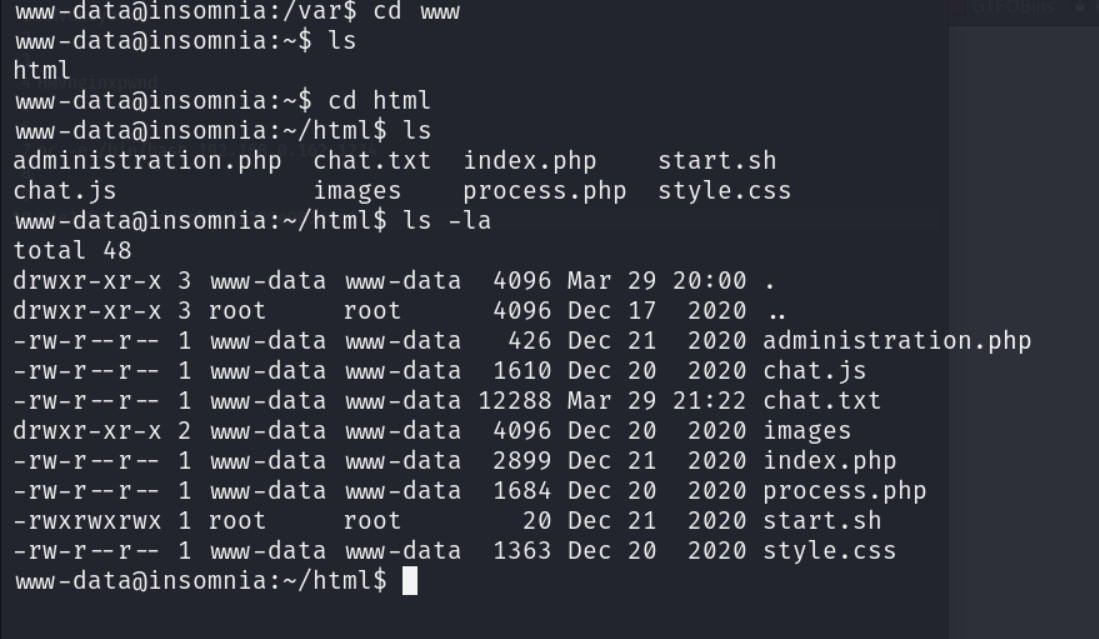 www-data@insomnia:/var$ cd www
www-data@insomnia:~$ ls
html
www-data@insomnia:~$ cd html
www-data@insomnia:~/html$ ls
administration.php  chat.txt  index.php    start.sh
chat.js             images    process.php  style.css
www-data@insomnia:~/html$ ls -la
total 48
drwxr-xr-x 3 www-data www-data  4096 Mar 29 20:00 .
drwxr-xr-x 3 root     root      4096 Dec 17  2020 ..
-rw-r--r-- 1 www-data www-data   426 Dec 21  2020 administration.php
-rw-r--r-- 1 www-data www-data  1610 Dec 20  2020 chat.js
-rw-r--r-- 1 www-data www-data 12288 Mar 29 21:22 chat.txt
drwxr-xr-x 2 www-data www-data  4096 Dec 20  2020 images
-rw-r--r-- 1 www-data www-data  2899 Dec 21  2020 index.php
-rw-r--r-- 1 www-data www-data  1684 Dec 20  2020 process.php
-rwxrwxrwx 1 root     root        20 Dec 21  2020 start.sh
-rw-r--r-- 1 www-data www-data  1363 Dec 20  2020 style.css
www-data@insomnia:~/html$
GTFOBins